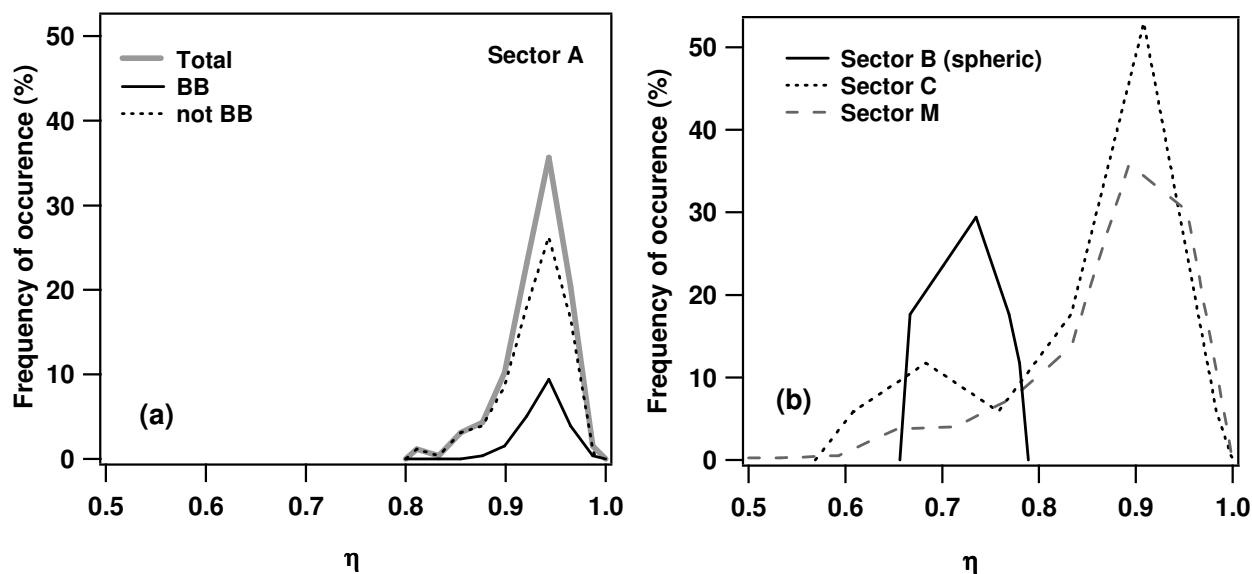 Frequency of occurence (%)
50
40
30
20
10
0
Total
BB
not BB
Sector A
(a)
0.5
0.6
0.7
0.8
0.9
1.0
η
Frequency of occurence (%)
50
40
30
20
10
0
Sector B (spheric)
Sector C
Sector M
(b)
0.5
0.6
0.7
0.8
0.9
1.0
η